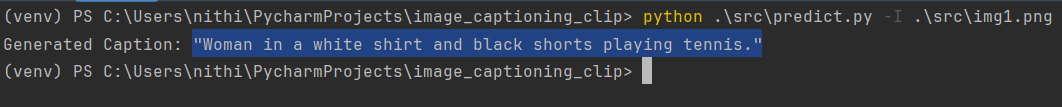 (venv) PS C:\Users\nithi\PycharmProjects\image_captioning_clip> python .\src\predict.py -I .\src\img1.png
Generated Caption: "Woman in a white shirt and black shorts playing tennis."
(venv) PS C:\Users\nithi\PycharmProjects\image_captioning_clip>